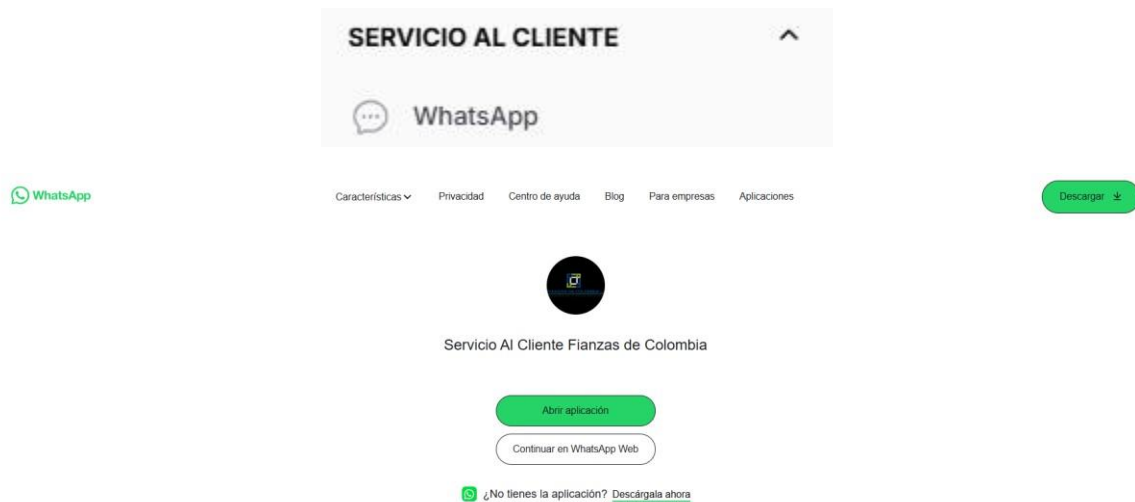 SERVICIO AL CLIENTE
WhatsApp
WhatsApp
Características Privacidad Centro de ayuda Blog Para empresas Aplicaciones Descargar
Servicio Al Cliente Fianzas de Colombia
Abrir aplicación
Continuar en WhatsApp Web
¿No tienes la aplicación? Descárgala ahora